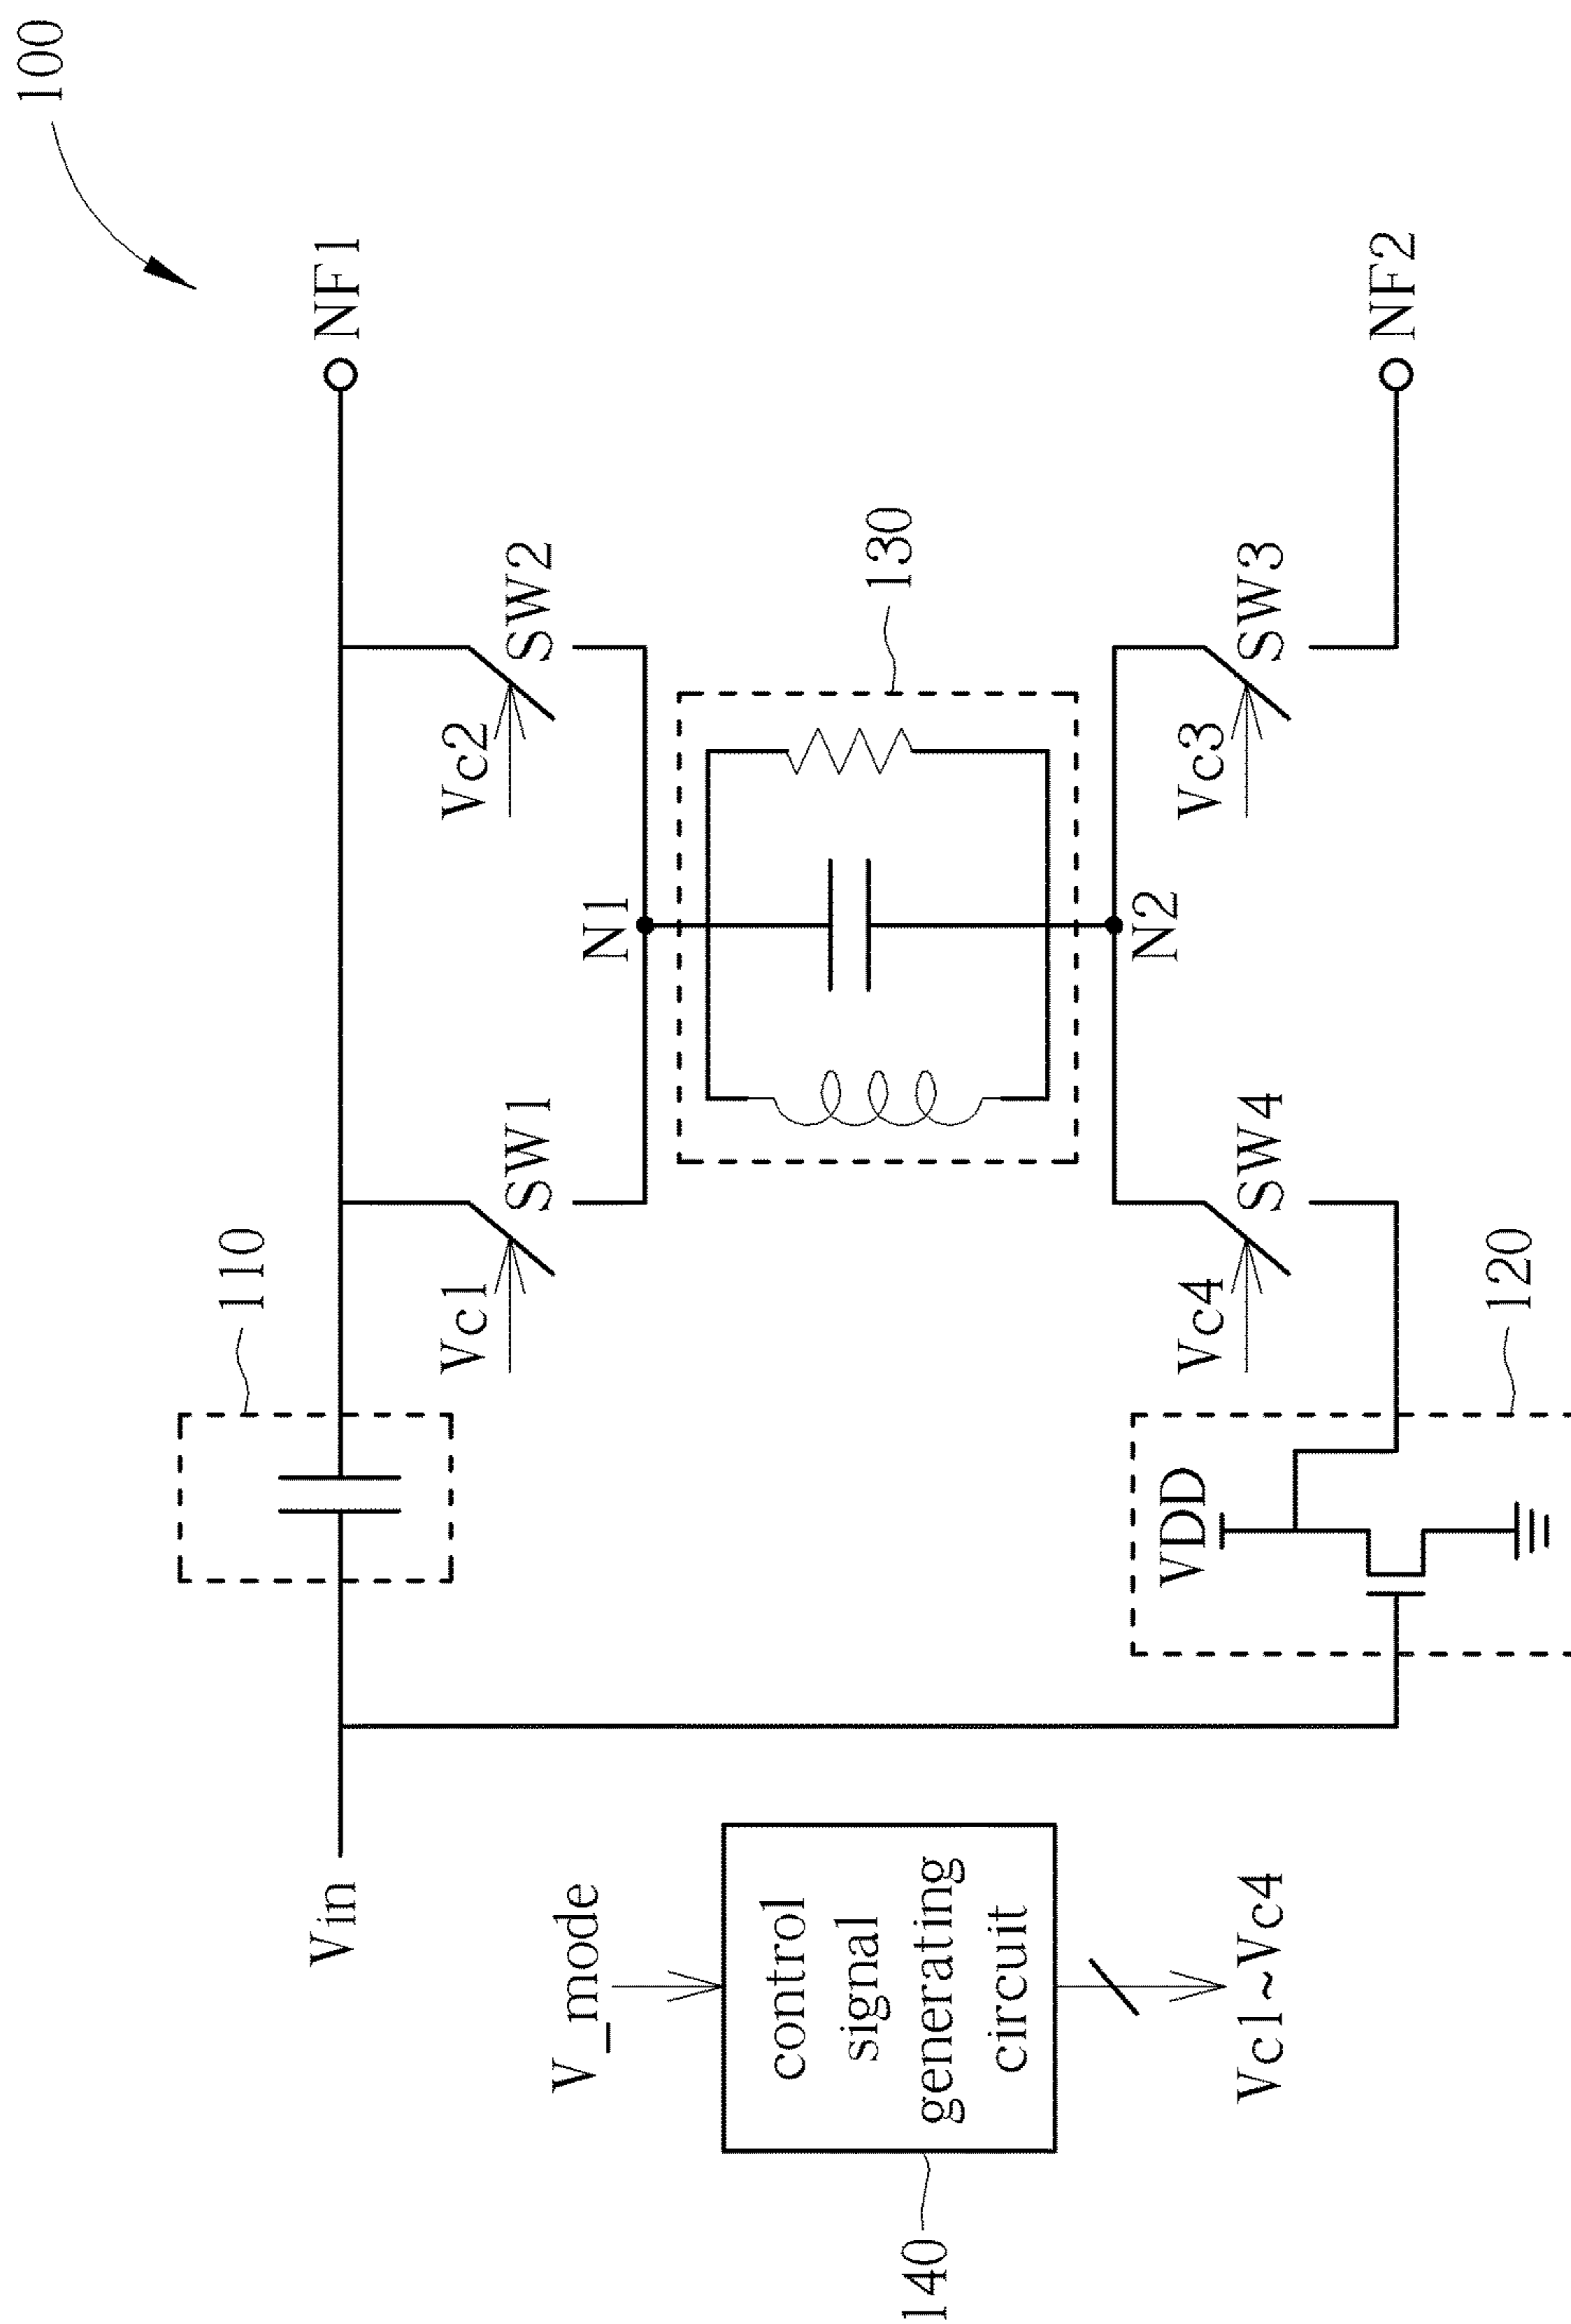 100
Vin
110
NF1
Vc1
SW1
Vc2
SW2
N1
130
V_mode
control
signal
generating
circuit
140
Vc1~Vc4
N2
Vc4
SW4
Vc3
SW3
VDD
120
NF2